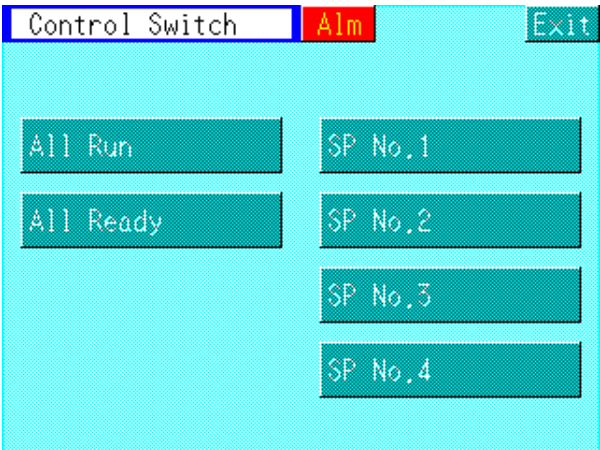 Control Switch Alm Exit
All Run SP No.1
All Ready SP No.2
SP No.3
SP No.4